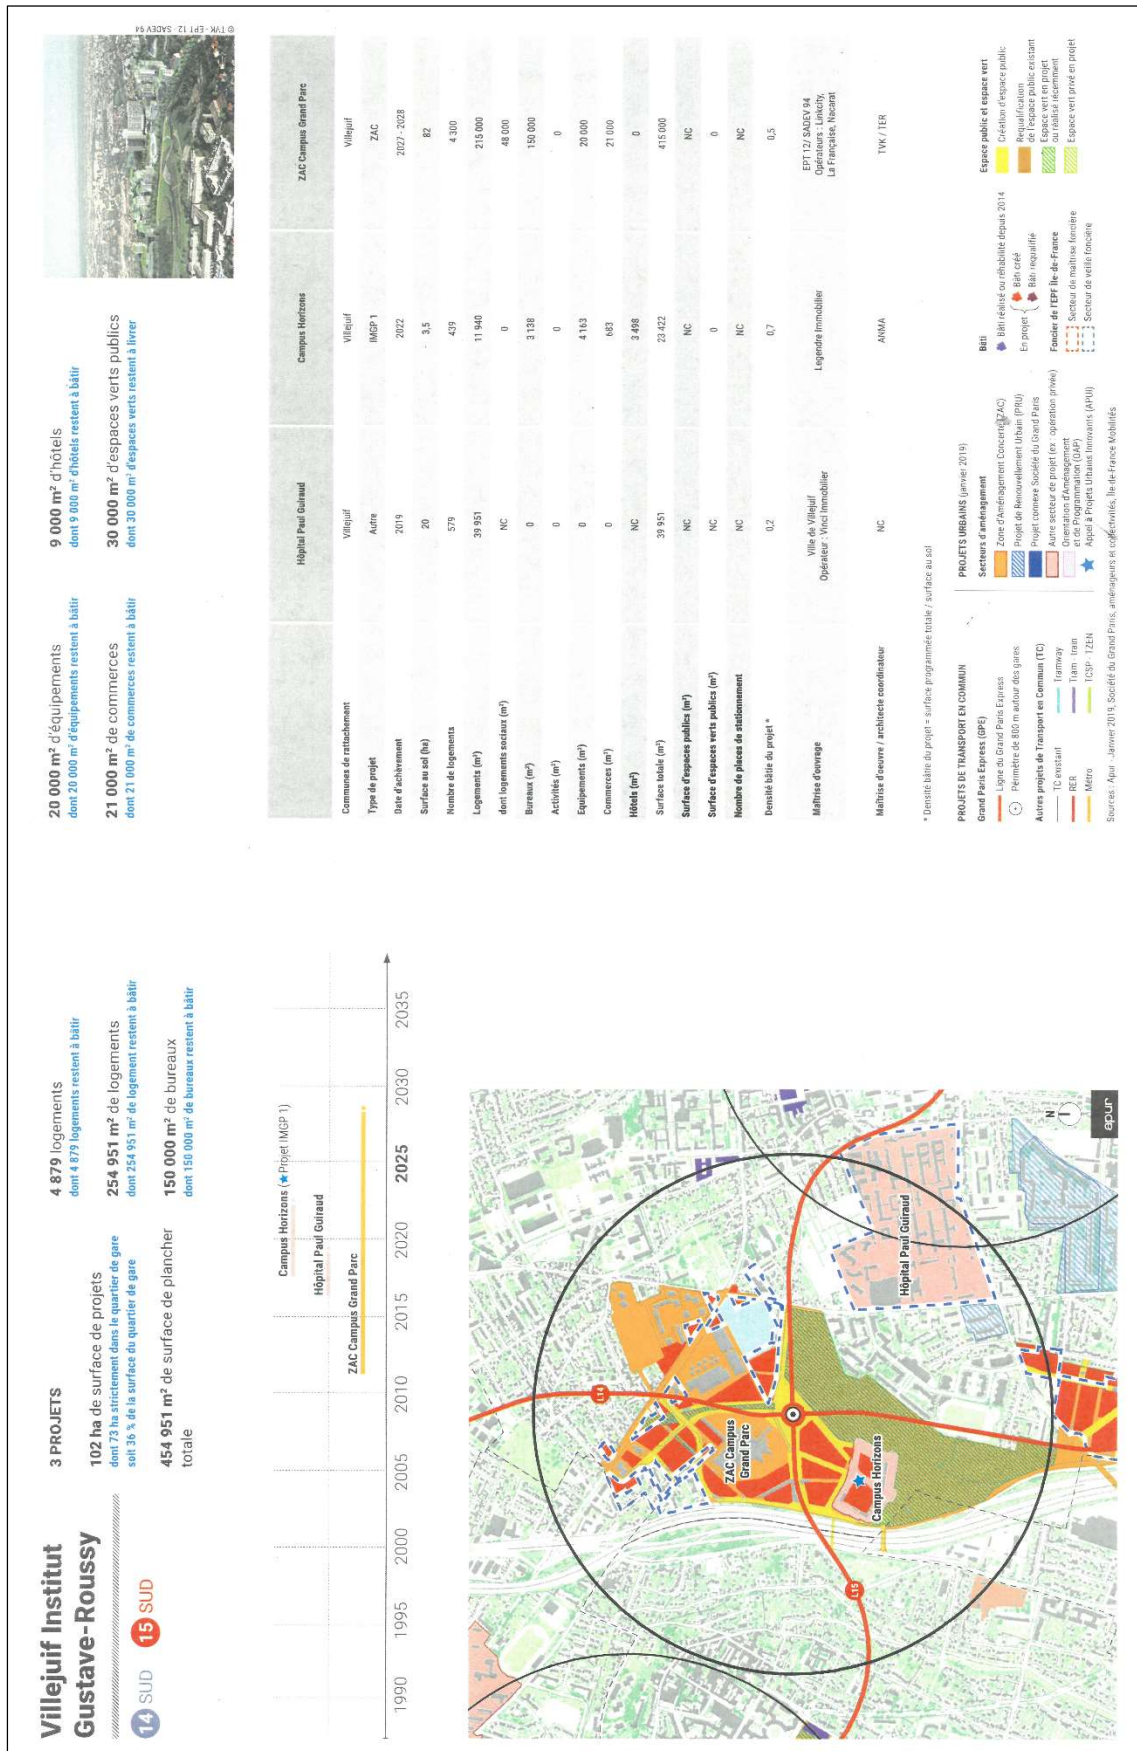 Villejuif Institut
Gustave-Roussy
14 SUD 15 SUD
3 PROJETS
102 ha de surface de projets
dont 73 ha strictement dans le quartier de gare
soit 36 % de la surface du quartier de gare
454 951 m² de surface de plancher
totale
4 879 logements
dont 4 879 logements restent à bâtir
254 951 m² de logements
dont 254 951 m² de logement restent à bâtir
150 000 m² de bureaux
dont 150 000 m² de bureaux restent à bâtir
20 000 m² d'équipements
dont 20 000 m² d'équipements restent à bâtir
21 000 m² de commerces
dont 21 000 m² de commerces restent à bâtir
9 000 m² d'hôtels
dont 9 000 m² d'hôtels restent à bâtir
30 000 m² d'espaces verts publics
dont 30 000 m² d'espaces verts restent à livrer
© TVK - EPT 12 - SADEV 94
Campus Horizons (★ Projet IMGP 1)
Hôpital Paul Guiraud
ZAC Campus Grand Parc
1990 1995 2000 2005 2010 2015 2020 2025 2030 2035
L14
L15
ZAC Campus
Grand Parc
Campus Horizons
Hôpital Paul Guiraud
N
apur
Hôpital Paul Guiraud Campus Horizons ZAC Campus Grand Parc
Communes de rattachement Villejuif Villejuif Villejuif
Type de projet Autre IMGP 1 ZAC
Date d'achèvement 2019 2022 2027 - 2028
Surface au sol (ha) 20 3,5 82
Nombre de logements 579 439 4 300
Logements (m²) 39 951 11 940 215 000
dont logements sociaux (m²) NC 0 48 000
Bureaux (m²) 0 3 138 150 000
Activités (m²) 0 0 0
Equipements (m²) 0 4 163 20 000
Commerces (m²) 0 683 21 000
Hôtels (m²) NC 3 498 0
Surface totale (m²) 39 951 23 422 415 000
Surface d'espaces publics (m²) NC NC NC
Surface d'espaces verts publics (m²) NC 0 0
Nombre de places de stationnement NC NC NC
Densité bâtie du projet * 0,2 0,7 0,5
Maîtrise d'ouvrage
Ville de Villejuif
Opérateur : Vinci Immobilier
Legendre Immobilier
EPT 12/ SADEV 94
Opérateurs : Linkcity,
La Française, Nacarat
Maîtrise d'oeuvre / architecte coordinateur NC ANMA TVK / TER
* Densité bâtie du projet = surface programmée totale / surface au sol
PROJETS DE TRANSPORT EN COMMUN
Grand Paris Express (GPE)
Ligne du Grand Paris Express
Périmètre de 800 m autour des gares
Autres projets de Transport en Commun (TC)
TC existant
RER
Métro
Tramway
Tram - train
TCSP - TZEN
PROJETS URBAINS (janvier 2019)
Secteurs d'aménagement
Zone d'Aménagement Concerté (ZAC)
Projet de Renouvellement Urbain (PRU)
Projet connexe Société du Grand Paris
Autre secteur de projet (ex : opération privée)
Orientation d'Aménagement
et de Programmation (OAP)
Appel à Projets Urbains Innovants (APUI)
Bâti
Bâti réalisé ou réhabilité depuis 2014
En projet
Bâti créé
Bâti requalifié
Foncier de l'EPF Île-de-France
Secteur de maîtrise foncière
Secteur de veille foncière
Espace public et espace vert
Création d'espace public
Requalification
de l'espace public existant
Espace vert en projet
ou réalisé récemment
Espace vert privé en projet
Sources : Apur - Janvier 2019, Société du Grand Paris, aménageurs et collectivités, Île-de-France Mobilités